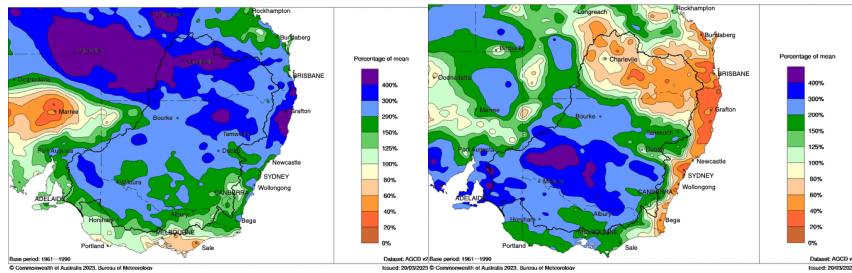 Rockhampton
Bundaberg
BRISBANE
Oodnadatta
Marree
Grafton
Bourke
Tamworth
Dubbo
Port Augusta
Newcastle
SYDNEY
Wollongong
Mildura
CANBERRA
ADELAIDE
Albury
Horsham
Bega
MELBOURNE
Portland
Sale
Percentage of mean
400%
300%
200%
150%
125%
100%
80%
60%
40%
20%
0%
Base period: 1961—1990
Dataset: AGCD v2
© Commonwealth of Australia 2023, Bureau of Meteorology
Issued: 20/03/2023
Longreach
Rockhampton
Bundaberg
Birdsville
Charleville
BRISBANE
Oodnadatta
Marree
Grafton
Bourke
Tamworth
Dubbo
Port Augusta
Newcastle
SYDNEY
Wollongong
CANBERRA
ADELAIDE
Albury
Horsham
Bega
MELBOURNE
Portland
Sale
Percentage of mean
400%
300%
200%
150%
125%
100%
80%
60%
40%
20%
0%
Base period: 1961—1990
Dataset: AGCD v2
© Commonwealth of Australia 2023, Bureau of Meteorology
Issued: 20/03/2023